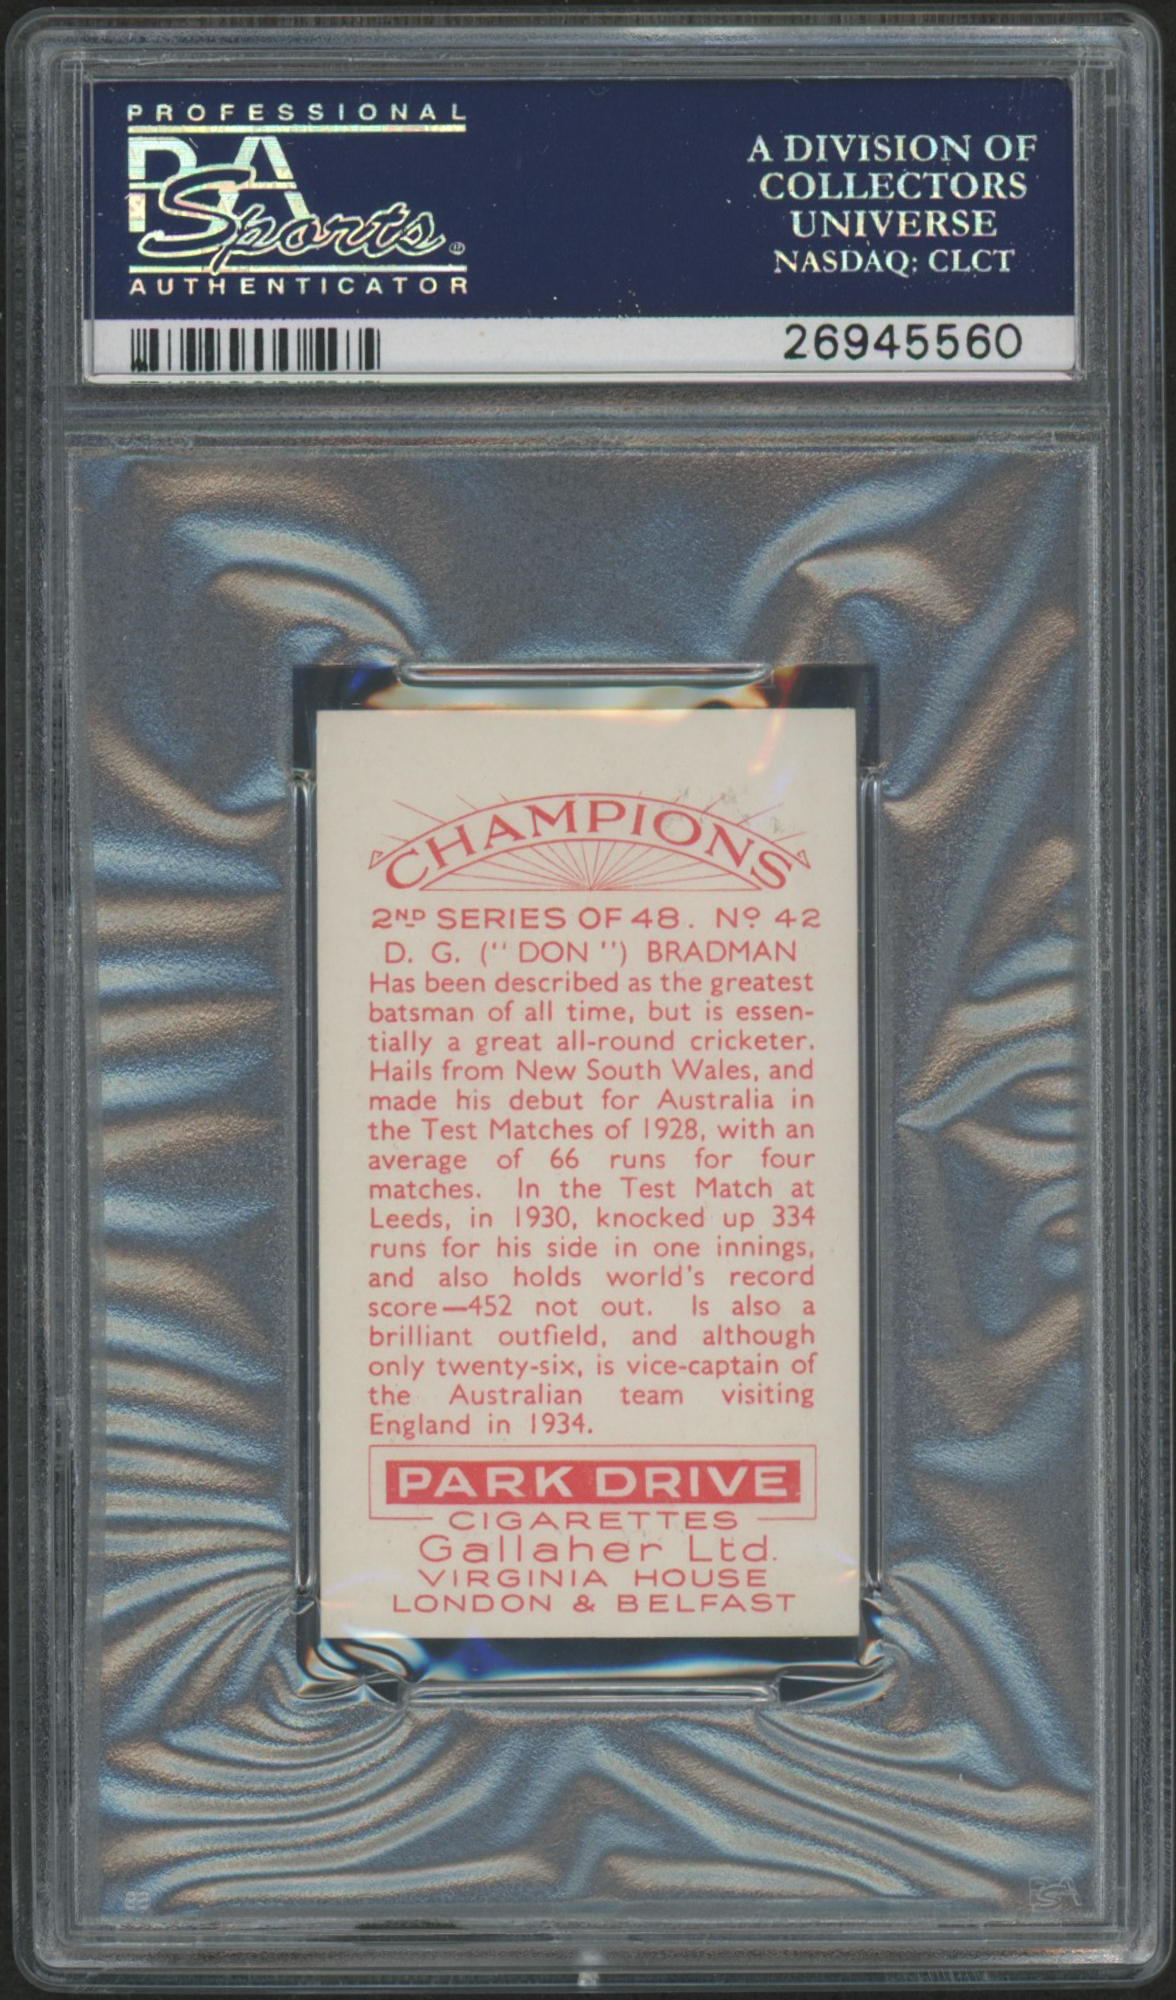 PROFESSIONAL
PSA
Sports
AUTHENTICATOR
A DIVISION OF
COLLECTORS
UNIVERSE
NASDAQ: CLCT
26945560
CHAMPIONS
2ND SERIES OF 48. Nº 42
D. G. ("DON") BRADMAN
Has been described as the greatest
batsman of all time, but is essen-
tially a great all-round cricketer.
Hails from New South Wales, and
made his debut for Australia in
the Test Matches of 1928, with an
average of 66 runs for four
matches. In the Test Match at
Leeds, in 1930, knocked up 334
runs for his side in one innings,
and also holds world's record
score—452 not out. Is also a
brilliant outfield, and although
only twenty-six, is vice-captain of
the Australian team visiting
England in 1934.
PARK DRIVE
CIGARETTES
Gallaher Ltd.
VIRGINIA HOUSE
LONDON & BELFAST
PSA